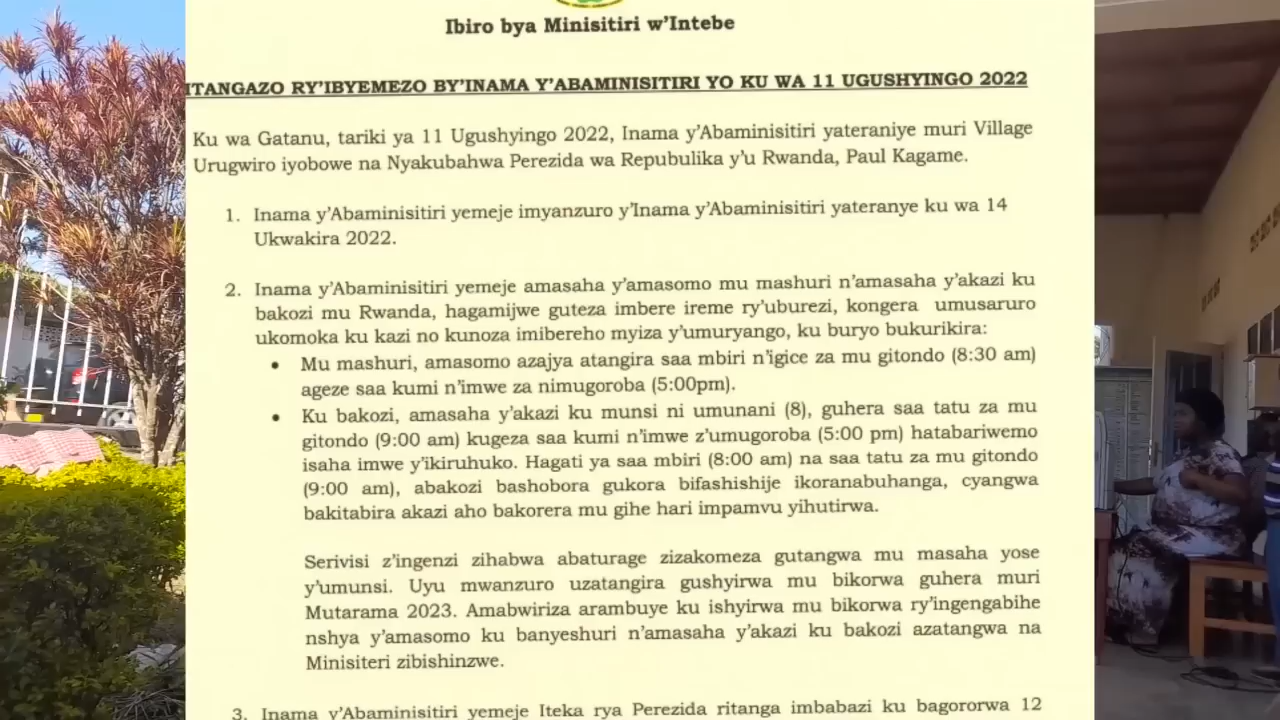 Ibiro bya Minisitiri w'Intebe
ITANGAZO RY'IBYEMEZO BY'INAMA Y'ABAMINISITIRI YO KU WA 11 UGUSHYINGO 2022
Ku wa Gatanu, tariki ya 11 Ugushyingo 2022, Inama y'Abaminisitiri yateraniye muri Village
Urugwiro iyobowe na Nyakubahwa Perezida wa Repubulika y'u Rwanda, Paul Kagame.
1. Inama y'Abaminisitiri yemeje imyanzuro y'Inama y'Abaminisitiri yateranye ku wa 14
Ukwakira 2022.
2. Inama y'Abaminisitiri yemeje amasaha y'amasomo mu mashuri n'amasaha y'akazi ku
bakozi mu Rwanda, hagamijwe guteza imbere ireme ry'uburezi, kongera umusaruro
ukomoka ku kazi no kunoza imibereho myiza y'umuryango, ku buryo bukurikira:
• Mu mashuri, amasomo azajya atangira saa mbiri n'igice za mu gitondo (8:30 am)
ageze saa kumi n'imwe za nimugoroba (5:00pm).
• Ku bakozi, amasaha y'akazi ku munsi ni umunani (8), guhera saa tatu za mu
gitondo (9:00 am) kugeza saa kumi n'imwe z'umugoroba (5:00 pm) hatabariwemo
isaha imwe y'ikiruhuko. Hagati ya saa mbiri (8:00 am) na saa tatu za mu gitondo
(9:00 am), abakozi bashobora gukora bifashishije ikoranabuhanga, cyangwa
bakitabira akazi aho bakorera mu gihe hari impamvu yihutirwa.
Serivisi z'ingenzi zihabwa abaturage zizakomeza gutangwa mu masaha yose
y'umunsi. Uyu mwanzuro uzatangira gushyirwa mu bikorwa guhera muri
Mutarama 2023. Amabwiriza arambuye ku ishyirwa mu bikorwa ry'ingengabihe
nshya y'amasomo ku banyeshuri n'amasaha y'akazi ku bakozi azatangwa na
Minisiteri zibishinzwe.
3. Inama y'Abaminisitiri yemeje Iteka rya Perezida ritanga imbabazi ku bagororwa 12